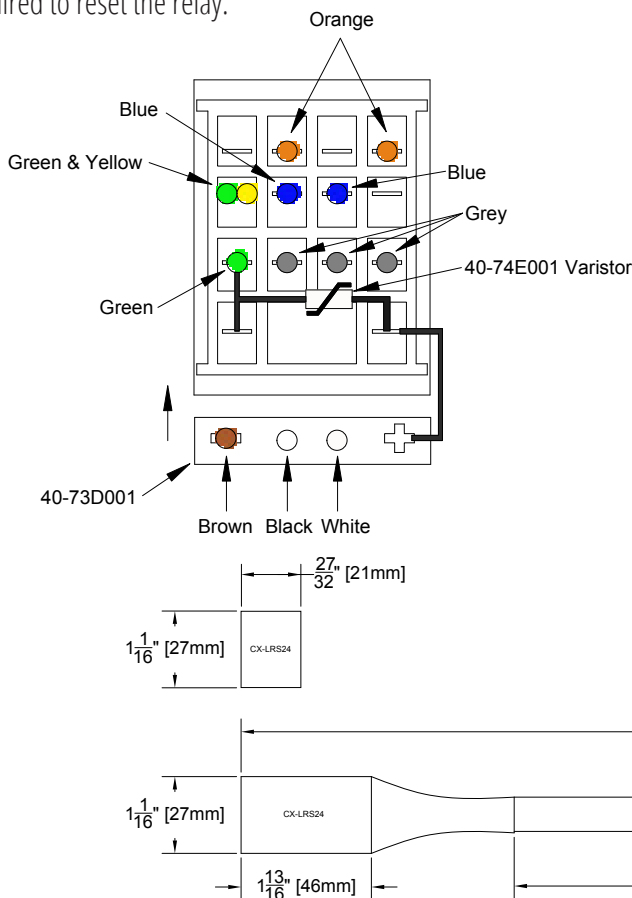 ired to reset the relay.
Orange
Blue
Green & Yellow
Blue
Grey
40-74E001 Varistor
Green
40-73D001
Brown Black White
27/32" [21mm]
1 1/16" [27mm]
CX-LRS24
1 1/16" [27mm]
CX-LRS24
1 13/16" [46mm]